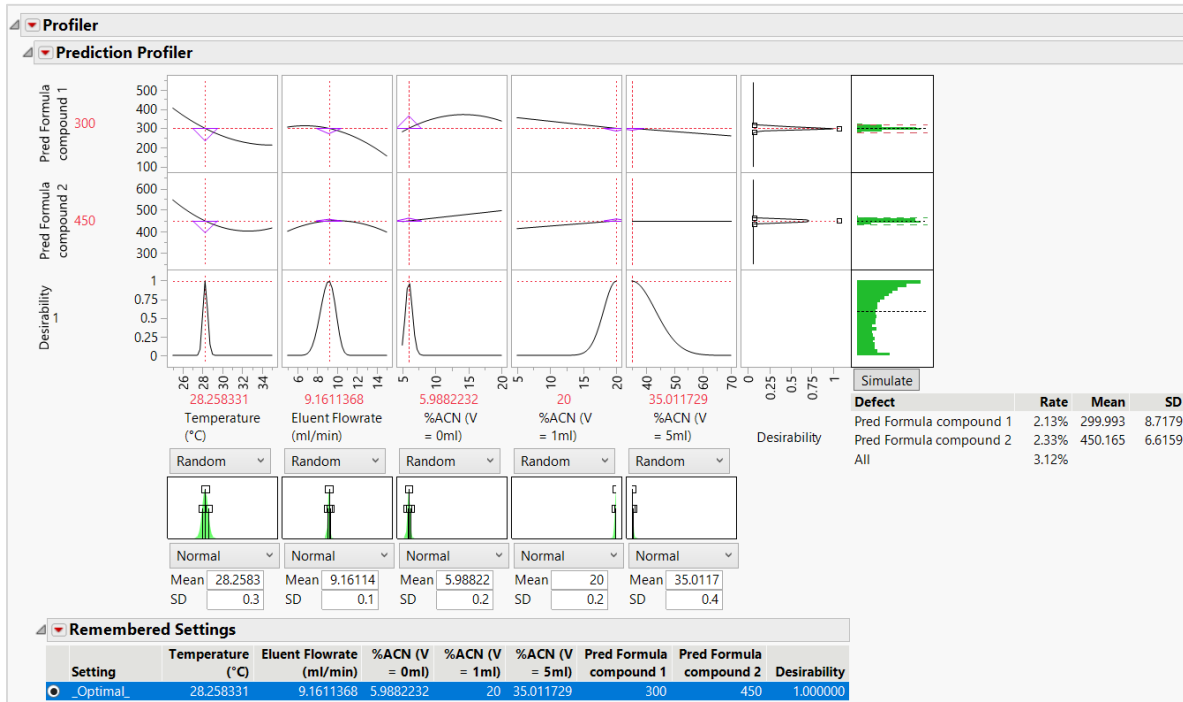 Profiler
Prediction Profiler
Pred Formula
compound 1
300
500
400
300
200
100
Pred Formula
compound 2
450
600
500
400
300
Desirability
1
1
0.75
0.5
0.25
0
26 28 30 32 34
6 8 10 12 14
5 10 15 20
5 10 15 20
40 50 60 70
0 0.25 0.5 0.75 1
28.258331 9.1611368 5.9882232 20 35.011729
Temperature Eluent Flowrate %ACN (V %ACN (V %ACN (V
(°C) (ml/min) = 0ml) = 1ml) = 5ml) Desirability
Simulate
Defect Rate Mean SD
Pred Formula compound 1 2.13% 299.993 8.7179
Pred Formula compound 2 2.33% 450.165 6.6159
All 3.12%
Random Random Random Random Random
Normal Normal Normal Normal Normal
Mean 28.2583 Mean 9.16114 Mean 5.98822 Mean 20 Mean 35.0117
SD 0.3 SD 0.1 SD 0.2 SD 0.2 SD 0.4
Remembered Settings
Temperature Eluent Flowrate %ACN (V %ACN (V %ACN (V Pred Formula Pred Formula
Setting (°C) (ml/min) = 0ml) = 1ml) = 5ml) compound 1 compound 2 Desirability
_Optimal_ 28.258331 9.1611368 5.9882232 20 35.011729 300 450 1.000000